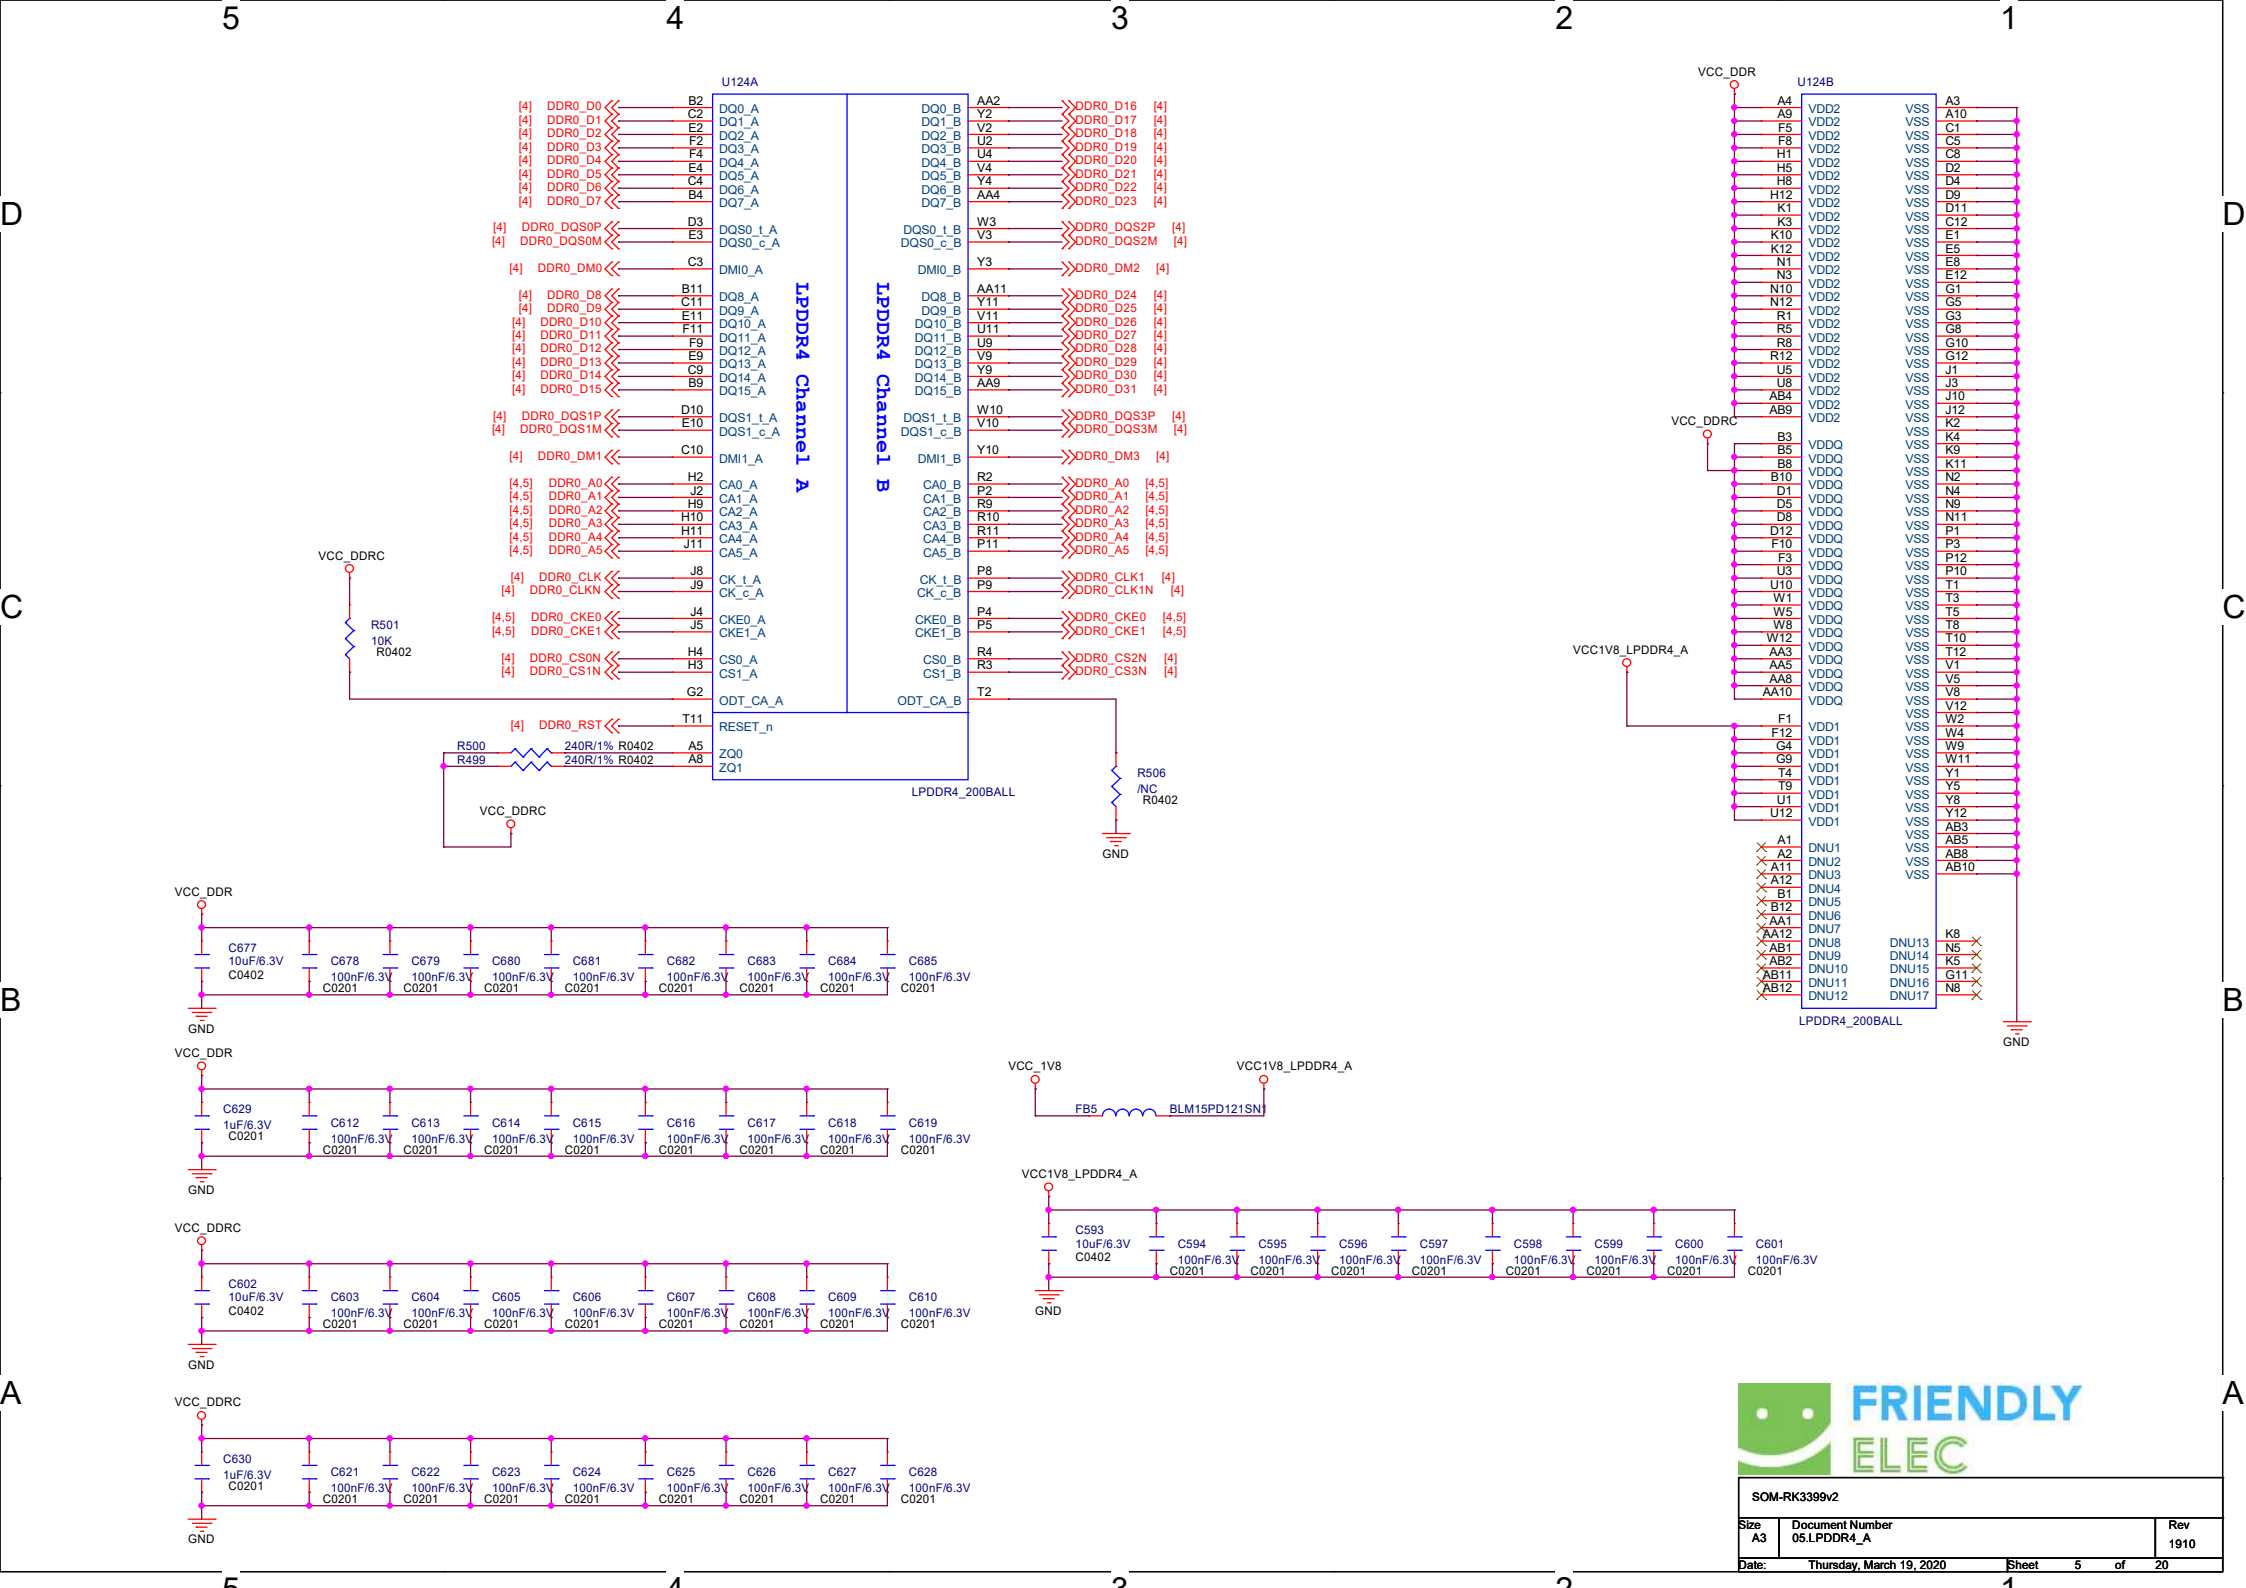 5 4 3 2 1
D
C
B
A
U124A
[4] DDR0_D0 B2 DQ0_A DQ0_B AA2 DDR0_D16 [4]
[4] DDR0_D1 C2 DQ1_A DQ1_B Y2 DDR0_D17 [4]
[4] DDR0_D2 E2 DQ2_A DQ2_B V2 DDR0_D18 [4]
[4] DDR0_D3 F2 DQ3_A DQ3_B U2 DDR0_D19 [4]
[4] DDR0_D4 F4 DQ4_A DQ4_B U4 DDR0_D20 [4]
[4] DDR0_D5 E4 DQ5_A DQ5_B V4 DDR0_D21 [4]
[4] DDR0_D6 C4 DQ6_A DQ6_B Y4 DDR0_D22 [4]
[4] DDR0_D7 B4 DQ7_A DQ7_B AA4 DDR0_D23 [4]
[4] DDR0_DQS0P D3 DQS0_t_A DQS0_t_B W3 DDR0_DQS2P [4]
[4] DDR0_DQS0M E3 DQS0_c_A DQS0_c_B V3 DDR0_DQS2M [4]
[4] DDR0_DM0 C3 DMI0_A DMI0_B Y3 DDR0_DM2 [4]
[4] DDR0_D8 B11 DQ8_A DQ8_B AA11 DDR0_D24 [4]
[4] DDR0_D9 C11 DQ9_A DQ9_B Y11 DDR0_D25 [4]
[4] DDR0_D10 E11 DQ10_A DQ10_B V11 DDR0_D26 [4]
[4] DDR0_D11 F11 DQ11_A DQ11_B U11 DDR0_D27 [4]
[4] DDR0_D12 F9 DQ12_A DQ12_B U9 DDR0_D28 [4]
[4] DDR0_D13 E9 DQ13_A DQ13_B V9 DDR0_D29 [4]
[4] DDR0_D14 C9 DQ14_A DQ14_B Y9 DDR0_D30 [4]
[4] DDR0_D15 B9 DQ15_A DQ15_B AA9 DDR0_D31 [4]
[4] DDR0_DQS1P D10 DQS1_t_A DQS1_t_B W10 DDR0_DQS3P [4]
[4] DDR0_DQS1M E10 DQS1_c_A DQS1_c_B V10 DDR0_DQS3M [4]
[4] DDR0_DM1 C10 DMI1_A DMI1_B Y10 DDR0_DM3 [4]
[4,5] DDR0_A0 H2 CA0_A CA0_B R2 DDR0_A0 [4,5]
[4,5] DDR0_A1 J2 CA1_A CA1_B P2 DDR0_A1 [4,5]
[4,5] DDR0_A2 H9 CA2_A CA2_B R9 DDR0_A2 [4,5]
[4,5] DDR0_A3 H10 CA3_A CA3_B R10 DDR0_A3 [4,5]
[4,5] DDR0_A4 H11 CA4_A CA4_B R11 DDR0_A4 [4,5]
[4,5] DDR0_A5 J11 CA5_A CA5_B P11 DDR0_A5 [4,5]
[4] DDR0_CLK J8 CK_t_A CK_t_B P8 DDR0_CLK1 [4]
[4] DDR0_CLKN J9 CK_c_A CK_c_B P9 DDR0_CLK1N [4]
[4,5] DDR0_CKE0 J4 CKE0_A CKE0_B P4 DDR0_CKE0 [4,5]
[4,5] DDR0_CKE1 J5 CKE1_A CKE1_B P5 DDR0_CKE1 [4,5]
[4] DDR0_CS0N H4 CS0_A CS0_B R4 DDR0_CS2N [4]
[4] DDR0_CS1N H3 CS1_A CS1_B R3 DDR0_CS3N [4]
G2 ODT_CA_A ODT_CA_B T2
[4] DDR0_RST T11 RESET_n
R500 240R/1% R0402 A5 ZQ0
R499 240R/1% R0402 A8 ZQ1
LPDDR4 Channel A
LPDDR4 Channel B
LPDDR4_200BALL
VCC_DDRC
R501
10K
R0402
VCC_DDRC
R506
/NC
R0402
GND
VCC_DDR
U124B
A4 VDD2 VSS A3
A9 VDD2 VSS A10
F5 VDD2 VSS C1
F8 VDD2 VSS C5
H1 VDD2 VSS C8
H5 VDD2 VSS D2
H8 VDD2 VSS D4
H12 VDD2 VSS D9
K1 VDD2 VSS D11
K3 VDD2 VSS C12
K10 VDD2 VSS E1
K12 VDD2 VSS E5
N1 VDD2 VSS E8
N3 VDD2 VSS E12
N10 VDD2 VSS G1
N12 VDD2 VSS G5
R1 VDD2 VSS G3
R5 VDD2 VSS G8
R8 VDD2 VSS G10
R12 VDD2 VSS G12
U5 VDD2 VSS J1
U8 VDD2 VSS J3
AB4 VDD2 VSS J10
AB9 VDD2 VSS J12
VCC_DDRC
VSS K2
B3 VDDQ VSS K4
B5 VDDQ VSS K9
B8 VDDQ VSS K11
B10 VDDQ VSS N2
D1 VDDQ VSS N4
D5 VDDQ VSS N9
D8 VDDQ VSS N11
D12 VDDQ VSS P1
F10 VDDQ VSS P3
F3 VDDQ VSS P12
U3 VDDQ VSS P10
U10 VDDQ VSS T1
W1 VDDQ VSS T3
W5 VDDQ VSS T5
W8 VDDQ VSS T8
W12 VDDQ VSS T10
AA3 VDDQ VSS T12
AA5 VDDQ VSS V1
AA8 VDDQ VSS V5
AA10 VDDQ VSS V8
VCC1V8_LPDDR4_A
VSS V12
F1 VDD1 VSS W2
F12 VDD1 VSS W4
G4 VDD1 VSS W9
G9 VDD1 VSS W11
T4 VDD1 VSS Y1
T9 VDD1 VSS Y5
U1 VDD1 VSS Y8
U12 VDD1 VSS Y12
VSS AB3
A1 DNU1 VSS AB5
A2 DNU2 VSS AB8
A11 DNU3 VSS AB10
A12 DNU4
B1 DNU5
B12 DNU6
AA1 DNU7
AA12 DNU8 DNU13 K8
AB1 DNU9 DNU14 N5
AB2 DNU10 DNU15 K5
AB11 DNU11 DNU16 G11
AB12 DNU12 DNU17 N8
LPDDR4_200BALL
GND
VCC_DDR
C677 C678 C679 C680 C681 C682 C683 C684 C685
10uF/6.3V 100nF/6.3V 100nF/6.3V 100nF/6.3V 100nF/6.3V 100nF/6.3V 100nF/6.3V 100nF/6.3V 100nF/6.3V
C0402 C0201 C0201 C0201 C0201 C0201 C0201 C0201 C0201
GND
VCC_DDR
C629 C612 C613 C614 C615 C616 C617 C618 C619
1uF/6.3V 100nF/6.3V 100nF/6.3V 100nF/6.3V 100nF/6.3V 100nF/6.3V 100nF/6.3V 100nF/6.3V 100nF/6.3V
C0201 C0201 C0201 C0201 C0201 C0201 C0201 C0201 C0201
GND
VCC_1V8 VCC1V8_LPDDR4_A
FB5 BLM15PD121SN1
VCC_DDRC
C602 C603 C604 C605 C606 C607 C608 C609 C610
10uF/6.3V 100nF/6.3V 100nF/6.3V 100nF/6.3V 100nF/6.3V 100nF/6.3V 100nF/6.3V 100nF/6.3V 100nF/6.3V
C0402 C0201 C0201 C0201 C0201 C0201 C0201 C0201 C0201
GND
VCC1V8_LPDDR4_A
C593 C594 C595 C596 C597 C598 C599 C600 C601
10uF/6.3V 100nF/6.3V 100nF/6.3V 100nF/6.3V 100nF/6.3V 100nF/6.3V 100nF/6.3V 100nF/6.3V 100nF/6.3V
C0402 C0201 C0201 C0201 C0201 C0201 C0201 C0201 C0201
GND
VCC_DDRC
C630 C621 C622 C623 C624 C625 C626 C627 C628
1uF/6.3V 100nF/6.3V 100nF/6.3V 100nF/6.3V 100nF/6.3V 100nF/6.3V 100nF/6.3V 100nF/6.3V 100nF/6.3V
C0201 C0201 C0201 C0201 C0201 C0201 C0201 C0201 C0201
GND
FRIENDLY
ELEC
SOM-RK3399v2
Size Document Number Rev
A3 05.LPDDR4_A 1910
Date: Thursday, March 19, 2020 Sheet 5 of 20
D
C
B
A
5 4 3 2 1